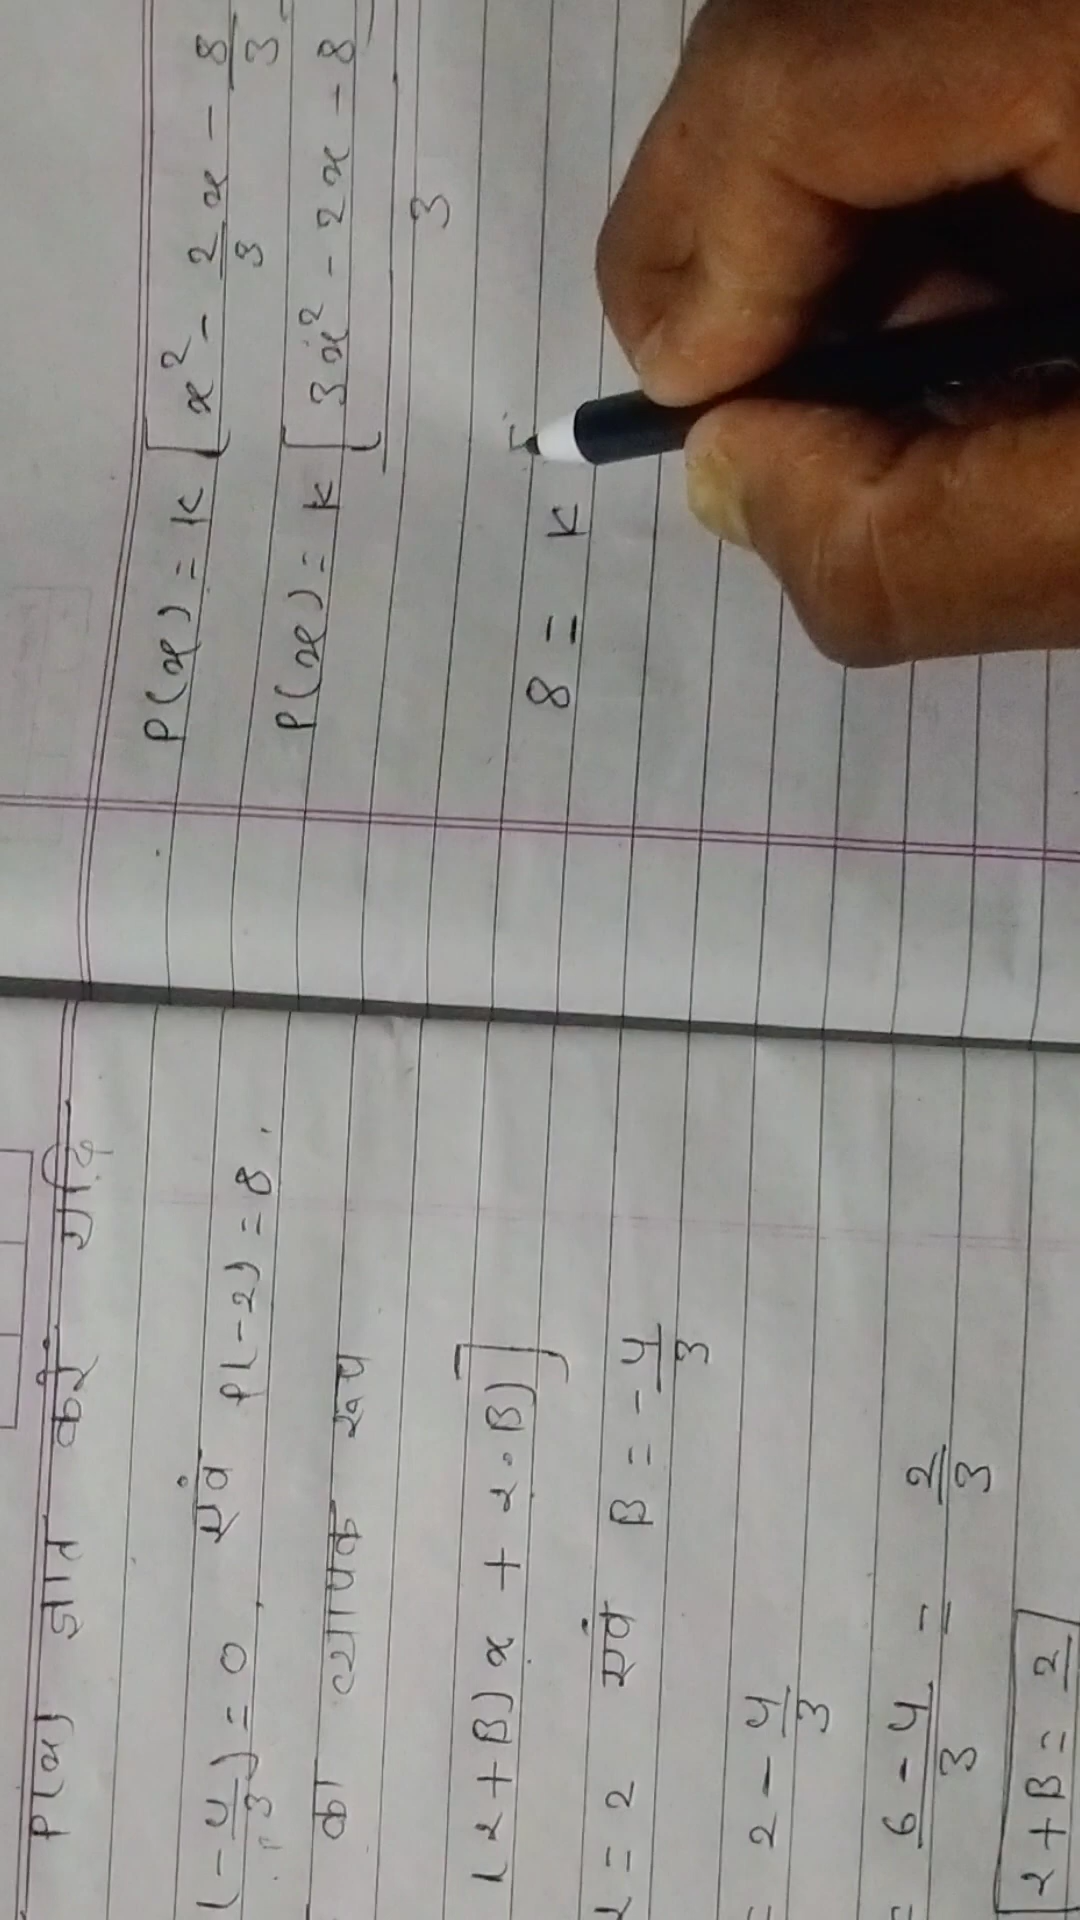 P(x) ज्ञात करें यदि
(-4/3) = 0 एवं P(-2) = 8.
का व्यापक रूप
(α+β)x + α·β]
α = 2 एवं β = -4/3
= 2 - 4/3
= 6-4/3 = 2/3
α+β = 2
P(x) = k [x² - 2/3 x - 8/3
P(x) = k [3x² - 2x - 8
3
8 = k [